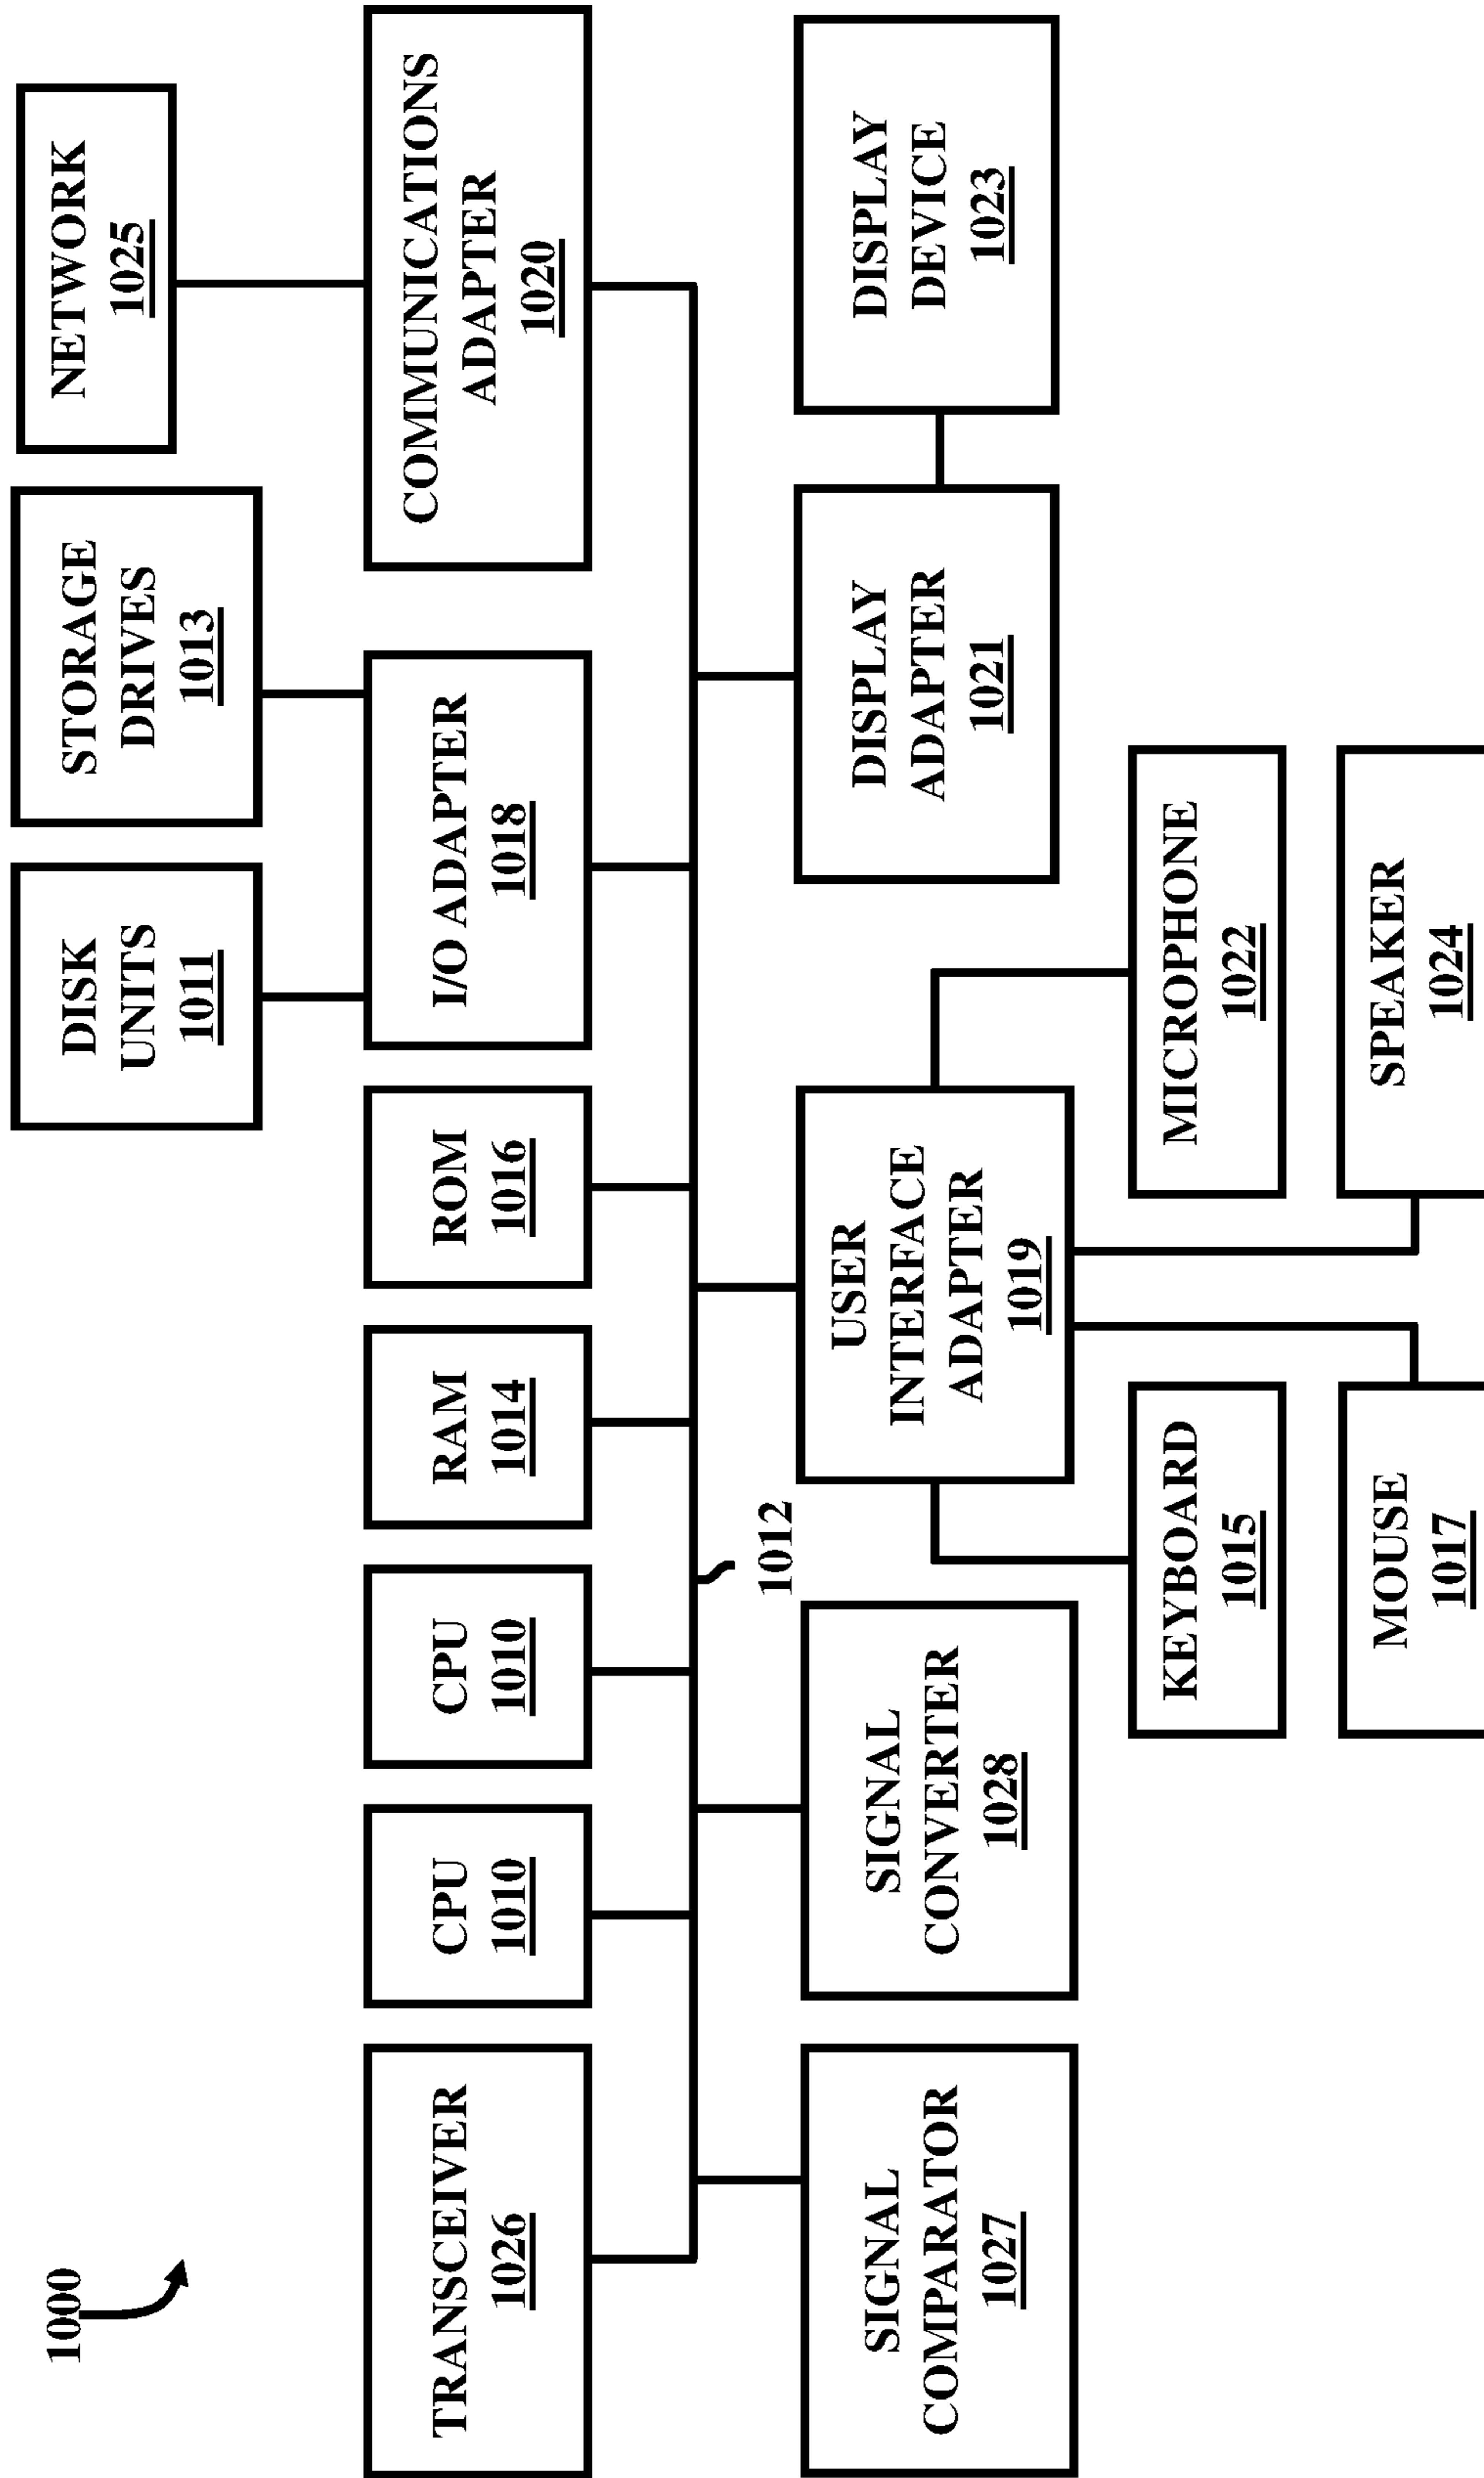 1000
DISK
UNITS
1011
STORAGE
DRIVES
1013
NETWORK
1025
TRANSCEIVER
1026
CPU
1010
CPU
1010
RAM
1014
ROM
1016
I/O ADAPTER
1018
COMMUNICATIONS
ADAPTER
1020
1012
SIGNAL
COMPARATOR
1027
SIGNAL
CONVERTER
1028
USER
INTERFACE
ADAPTER
1019
DISPLAY
ADAPTER
1021
DISPLAY
DEVICE
1023
KEYBOARD
1015
MICROPHONE
1022
MOUSE
1017
SPEAKER
1024